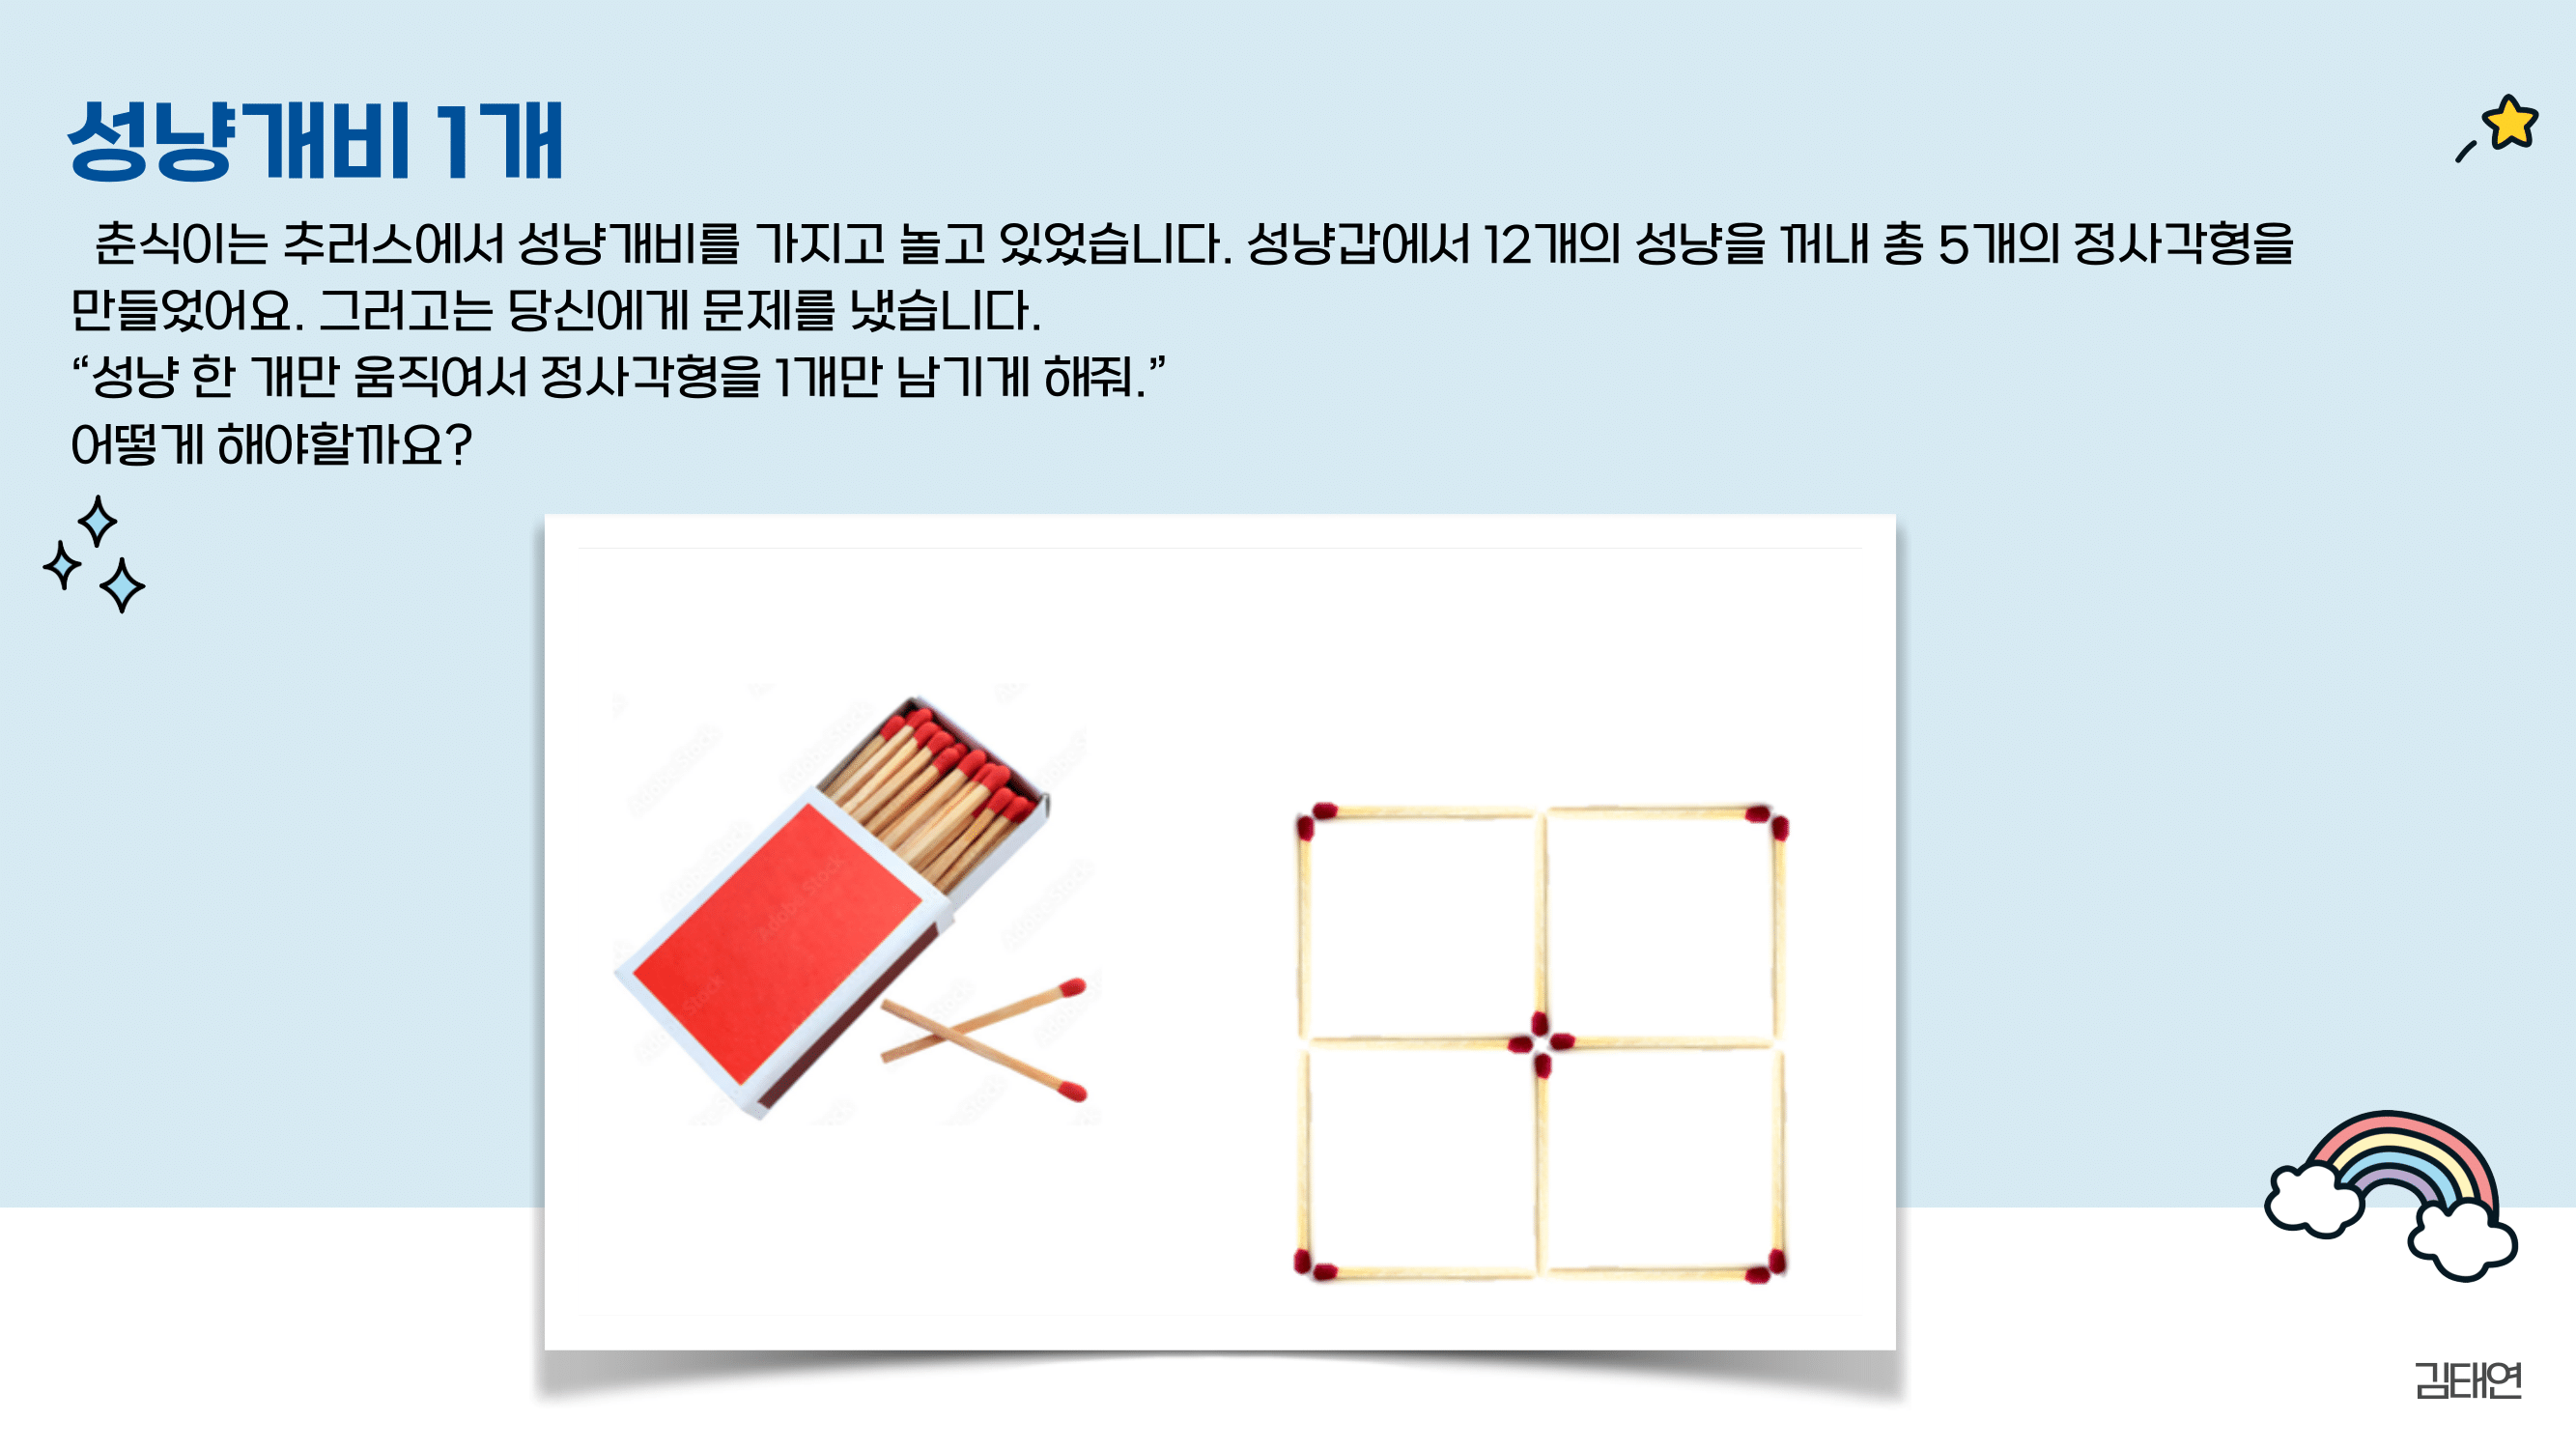 성냥개비 1개
춘식이는 추러스에서 성냥개비를 가지고 놀고 있었습니다. 성냥갑에서 12개의 성냥을 꺼내 총 5개의 정사각형을
만들었어요. 그러고는 당신에게 문제를 냈습니다.
“성냥 한 개만 움직여서 정사각형을 1개만 남기게 해줘.”
어떻게 해야할까요?
Adobe Stock
김태연